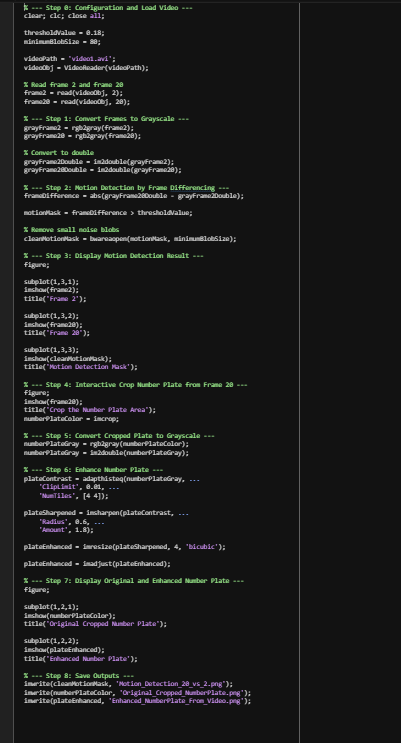 % --- Step 0: Configuration and Load Video ---
clear; clc; close all;
thresholdValue = 0.18;
minimumBlobSize = 80;
videoPath = 'video1.avi';
videoObj = VideoReader(videoPath);
% Read frame 2 and frame 20
frame2 = read(videoObj, 2);
frame20 = read(videoObj, 20);
% --- Step 1: Convert Frames to Grayscale ---
grayFrame2 = rgb2gray(frame2);
grayFrame20 = rgb2gray(frame20);
% Convert to double
grayFrame2Double = im2double(grayFrame2);
grayFrame20Double = im2double(grayFrame20);
% --- Step 2: Motion Detection by Frame Differencing ---
frameDifference = abs(grayFrame20Double - grayFrame2Double);
motionMask = frameDifference > thresholdValue;
% Remove small noise blobs
cleanMotionMask = bwareaopen(motionMask, minimumBlobSize);
% --- Step 3: Display Motion Detection Result ---
figure;
subplot(1,3,1);
imshow(frame2);
title('Frame 2');
subplot(1,3,2);
imshow(frame20);
title('Frame 20');
subplot(1,3,3);
imshow(cleanMotionMask);
title('Motion Detection Mask');
% --- Step 4: Interactive Crop Number Plate from Frame 20 ---
figure;
imshow(frame20);
title('Crop the Number Plate Area');
numberPlateColor = imcrop;
% --- Step 5: Convert Cropped Plate to Grayscale ---
numberPlateGray = rgb2gray(numberPlateColor);
numberPlateGray = im2double(numberPlateGray);
% --- Step 6: Enhance Number Plate ---
plateContrast = adapthisteq(numberPlateGray, ...
'ClipLimit', 0.01, ...
'NumTiles', [4 4]);
plateSharpened = imsharpen(plateContrast, ...
'Radius', 0.6, ...
'Amount', 1.8);
plateEnhanced = imresize(plateSharpened, 4, 'bicubic');
plateEnhanced = imadjust(plateEnhanced);
% --- Step 7: Display Original and Enhanced Number Plate ---
figure;
subplot(1,2,1);
imshow(numberPlateColor);
title('Original Cropped Number Plate');
subplot(1,2,2);
imshow(plateEnhanced);
title('Enhanced Number Plate');
% --- Step 8: Save Outputs ---
imwrite(cleanMotionMask, 'Motion_Detection_20_vs_2.png');
imwrite(numberPlateColor, 'Original_Cropped_NumberPlate.png');
imwrite(plateEnhanced, 'Enhanced_NumberPlate_From_Video.png');